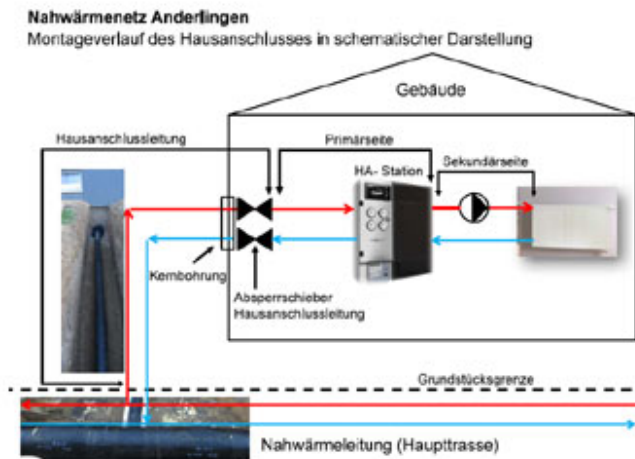 Nahwärmenetz Anderlingen
Montageverlauf des Hausanschlusses in schematischer Darstellung
Gebäude
Hausanschlussleitung
Primärseite
HA- Station
Sekundärseite
Kernbohrung
Absperrschieber
Hausanschlussleitung
Grundstücksgrenze
Nahwärmeleitung (Haupttrasse)